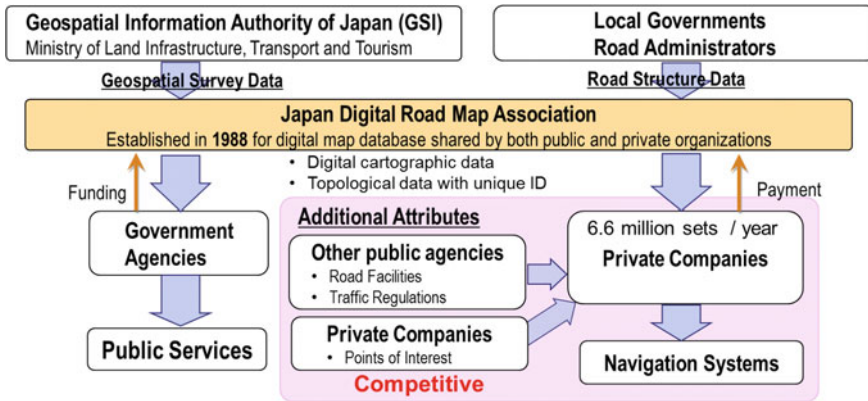 Geospatial Information Authority of Japan (GSI)
Ministry of Land Infrastructure, Transport and Tourism
Local Governments
Road Administrators
Geospatial Survey Data
Road Structure Data
Japan Digital Road Map Association
Established in 1988 for digital map database shared by both public and private organizations
• Digital cartographic data
• Topological data with unique ID
Funding
Payment
Government
Agencies
Public Services
Additional Attributes
Other public agencies
• Road Facilities
• Traffic Regulations
Private Companies
• Points of Interest
Competitive
6.6 million sets / year
Private Companies
Navigation Systems